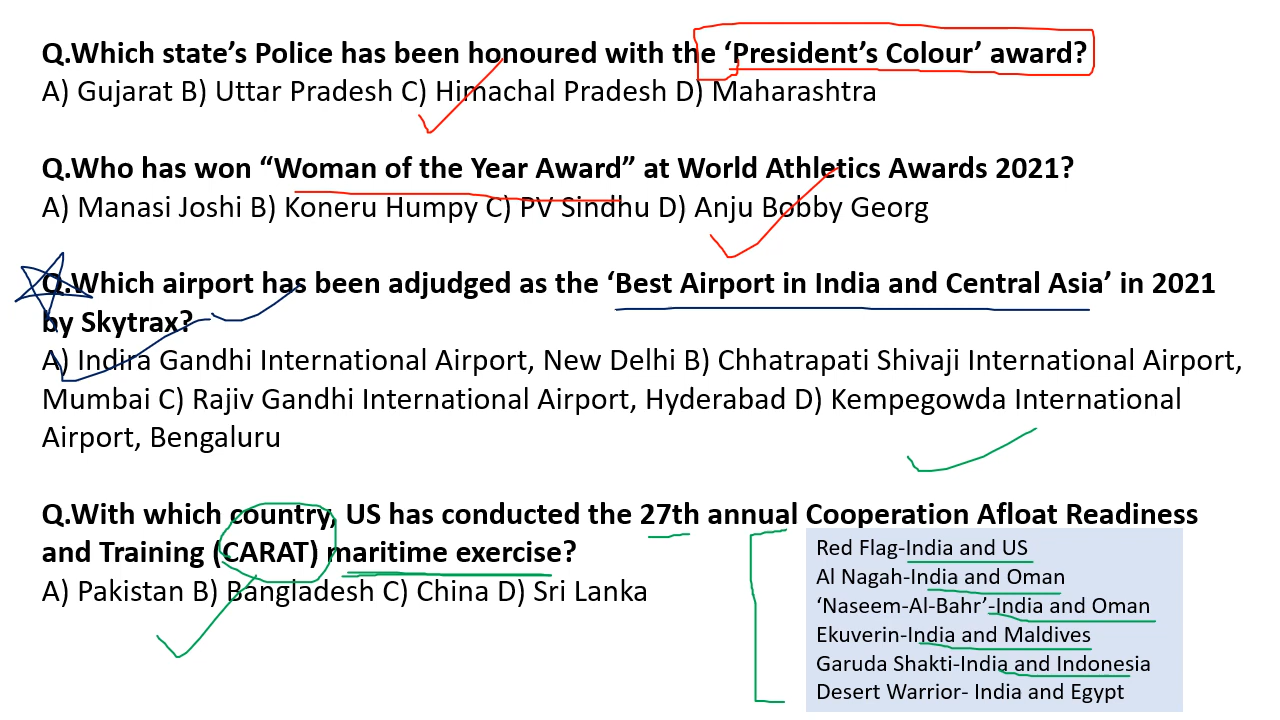 Q.Which state’s Police has been honoured with the ‘President’s Colour’ award?
A) Gujarat B) Uttar Pradesh C) Himachal Pradesh D) Maharashtra
Q.Who has won “Woman of the Year Award” at World Athletics Awards 2021?
A) Manasi Joshi B) Koneru Humpy C) PV Sindhu D) Anju Bobby Georg
Q.Which airport has been adjudged as the ‘Best Airport in India and Central Asia’ in 2021
by Skytrax?
A) Indira Gandhi International Airport, New Delhi B) Chhatrapati Shivaji International Airport,
Mumbai C) Rajiv Gandhi International Airport, Hyderabad D) Kempegowda International
Airport, Bengaluru
Q.With which country, US has conducted the 27th annual Cooperation Afloat Readiness
and Training (CARAT) maritime exercise?
A) Pakistan B) Bangladesh C) China D) Sri Lanka
Red Flag-India and US
Al Nagah-India and Oman
‘Naseem-Al-Bahr’-India and Oman
Ekuverin-India and Maldives
Garuda Shakti-India and Indonesia
Desert Warrior- India and Egypt